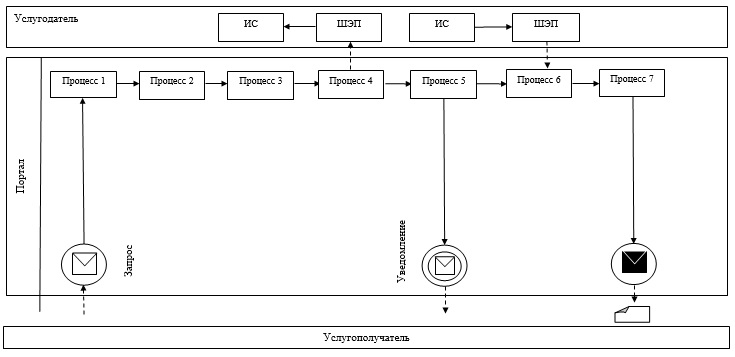 Услугодатель
ИС
ШЭП
ИС
ШЭП
Портал
Процесс 1
Процесс 2
Процесс 3
Процесс 4
Процесс 5
Процесс 6
Процесс 7
Запрос
Уведомление
Услугополучатель